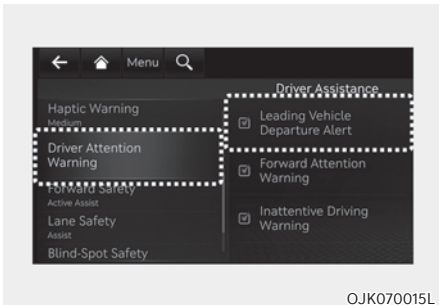 Menu
Driver Assistance
Haptic Warning
Medium
Driver Attention
Warning
Forward Safety
Active Assist
Lane Safety
Assist
Blind-Spot Safety
Leading Vehicle
Departure Alert
Forward Attention
Warning
Inattentive Driving
Warning
OJK070015L